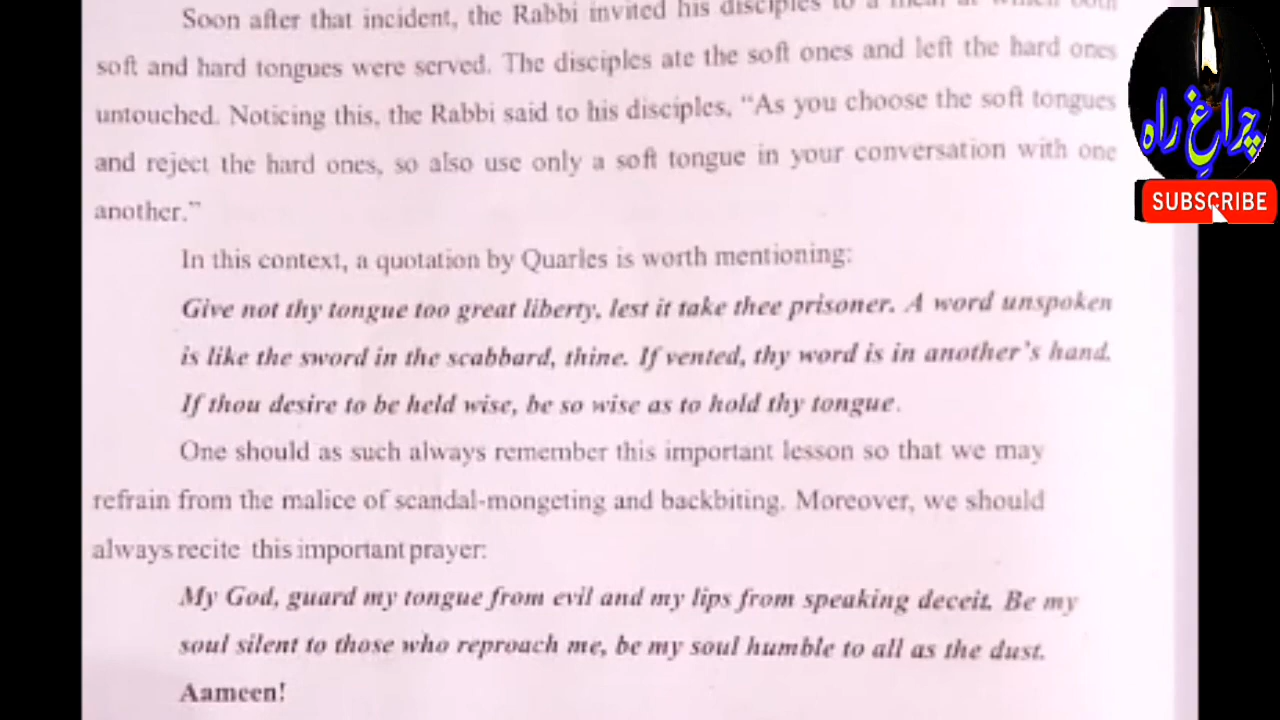 Soon after that incident, the Rabbi invited his disciples to a meal at which both
soft and hard tongues were served. The disciples ate the soft ones and left the hard ones
untouched. Noticing this, the Rabbi said to his disciples, “As you choose the soft tongues
and reject the hard ones, so also use only a soft tongue in your conversation with one
another.”
In this context, a quotation by Quarles is worth mentioning:
Give not thy tongue too great liberty, lest it take thee prisoner. A word unspoken
is like the sword in the scabbard, thine. If vented, thy word is in another’s hand.
If thou desire to be held wise, be so wise as to hold thy tongue.
One should as such always remember this important lesson so that we may
refrain from the malice of scandal-mongeting and backbiting. Moreover, we should
always recite this important prayer:
My God, guard my tongue from evil and my lips from speaking deceit. Be my
soul silent to those who reproach me, be my soul humble to all as the dust.
Aameen!
چراغِ راہ
SUBSCRIBE